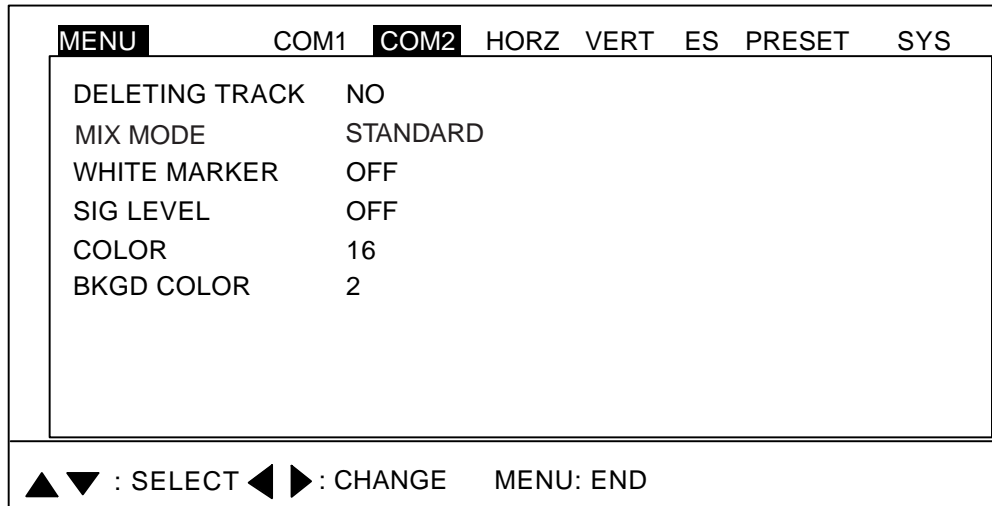 MENU COM1 COM2 HORZ VERT ES PRESET SYS
DELETING TRACK NO
MIX MODE STANDARD
WHITE MARKER OFF
SIG LEVEL OFF
COLOR 16
BKGD COLOR 2
▲ ▼ : SELECT ◀ ▶ : CHANGE MENU: END